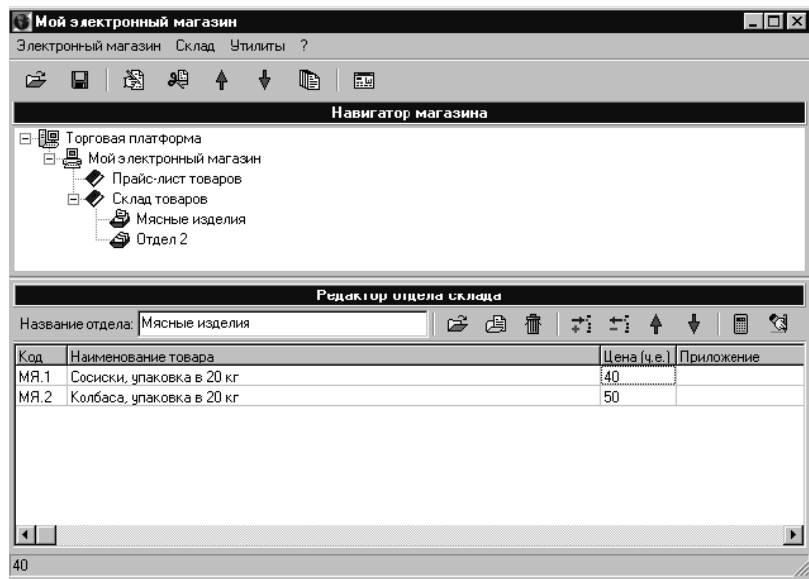 Мой электронный магазин
Электронный магазин Склад Утилиты ?
Навигатор магазина
Торговая платформа
Мой электронный магазин
Прайс-лист товаров
Склад товаров
Мясные изделия
Отдел 2
Редактор отдела склада
Название отдела: Мясные изделия
Код Наименование товара Цена (у.е.) Приложение
МЯ.1 Сосиски, упаковка в 20 кг 40
МЯ.2 Колбаса, упаковка в 20 кг 50
40